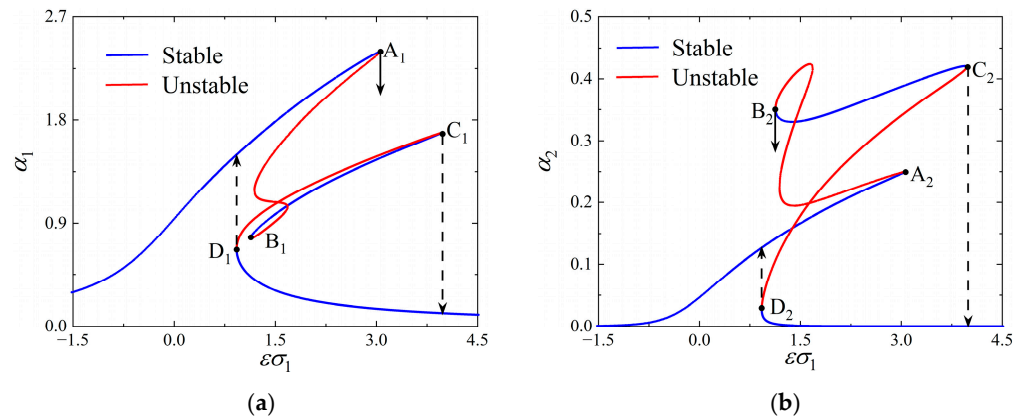 (a)
2.7
1.8
0.9
0.0
α₁
Stable
Unstable
A₁
C₁
D₁
B₁
−1.5
0.0
1.5
3.0
4.5
εσ₁
(b)
0.5
0.4
0.3
0.2
0.1
0.0
α₂
Stable
Unstable
B₂
C₂
A₂
D₂
−1.5
0.0
1.5
3.0
4.5
εσ₁
(a)
(b)